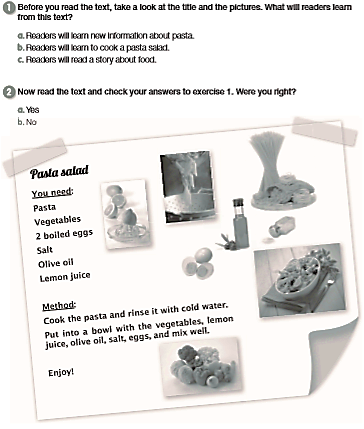 1 Before you read the text, take a look at the title and the pictures. What will readers learn
from this text?
a. Readers will learn new information about pasta.
b. Readers will learn to cook a pasta salad.
c. Readers will read a story about food.
2 Now read the text and check your answers to exercise 1. Were you right?
a. Yes
b. No
Pasta salad
You need:
Pasta
Vegetables
2 boiled eggs
Salt
Olive oil
Lemon juice
Method:
Cook the pasta and rinse it with cold water.
Put into a bowl with the vegetables, lemon
juice, olive oil, salt, eggs, and mix well.
Enjoy!